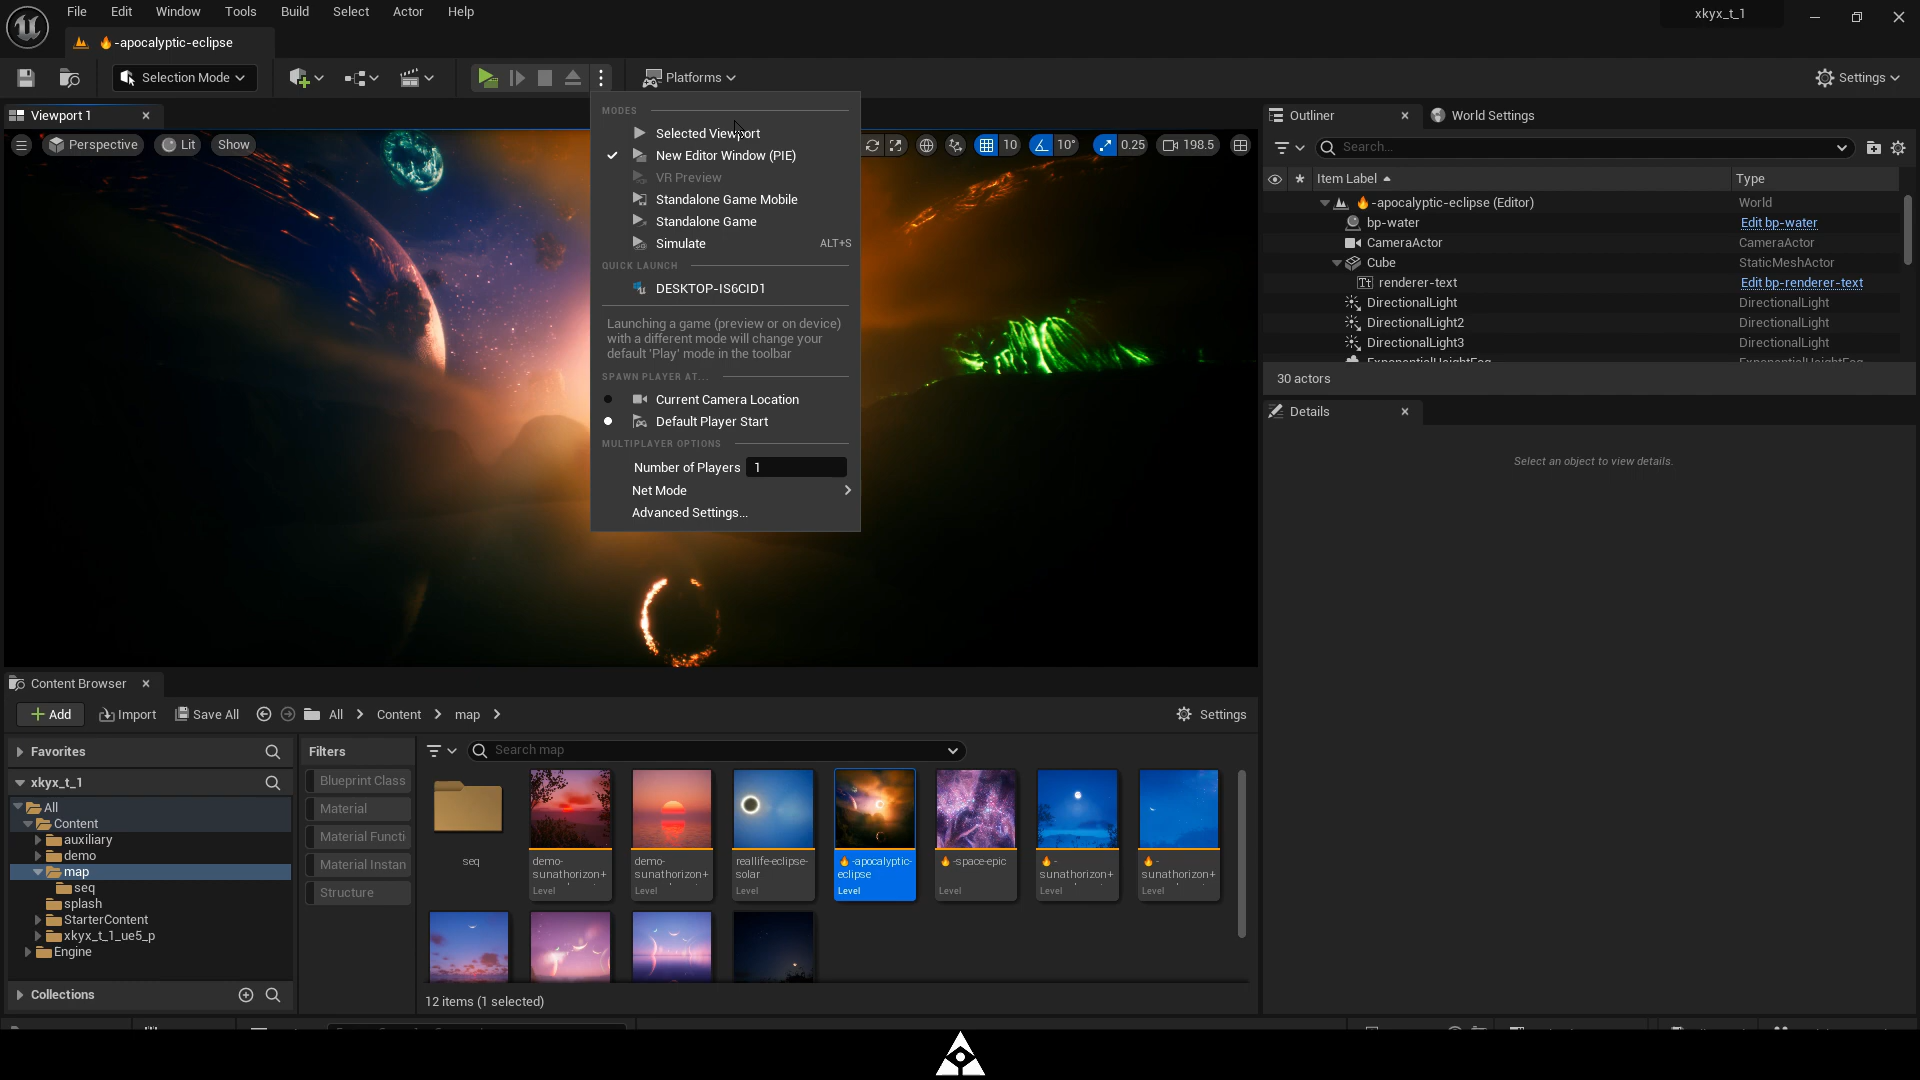 File Edit Window Tools Build Select Actor Help
xkyx_t_1
🔥-apocalyptic-eclipse
Selection Mode
Platforms
Settings
Viewport 1
Perspective Lit Show
10 10° 0.25 198.5
MODES
Selected Viewport
New Editor Window (PIE)
VR Preview
Standalone Game Mobile
Standalone Game
Simulate ALT+S
QUICK LAUNCH
DESKTOP-IS6CID1
Launching a game (preview or on device)
with a different mode will change your
default 'Play' mode in the toolbar
SPAWN PLAYER AT...
Current Camera Location
Default Player Start
MULTIPLAYER OPTIONS
Number of Players 1
Net Mode
Advanced Settings...
Outliner World Settings
Search...
Item Label Type
🔥-apocalyptic-eclipse (Editor) World
bp-water Edit bp-water
CameraActor CameraActor
Cube StaticMeshActor
renderer-text Edit bp-renderer-text
DirectionalLight DirectionalLight
DirectionalLight2 DirectionalLight
DirectionalLight3 DirectionalLight
ExponentialHeightFog ExponentialHeightFog
30 actors
Details
Select an object to view details.
Content Browser
Add Import Save All All Content map Settings
Favorites
xkyx_t_1
All
Content
auxiliary
demo
map
seq
splash
StarterContent
xkyx_t_1_ue5_p
Engine
Collections
Filters
Blueprint Class
Material
Material Functi
Material Instan
Structure
Search map
seq
demo-
sunathorizon+
Level
demo-
sunathorizon+
Level
reallife-eclipse-
solar
Level
🔥-apocalyptic-
eclipse
Level
🔥-space-epic
Level
🔥-
sunathorizon+
Level
🔥-
sunathorizon+
Level
12 items (1 selected)